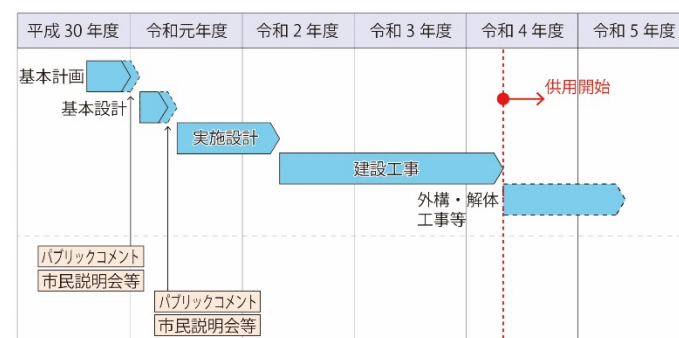 平成 30 年度 令和元年度 令和 2 年度 令和 3 年度 令和 4 年度 令和 5 年度
基本計画
供用開始
基本設計
実施設計
建設工事
外構・解体
工事等
パブリックコメント
市民説明会等
パブリックコメント
市民説明会等